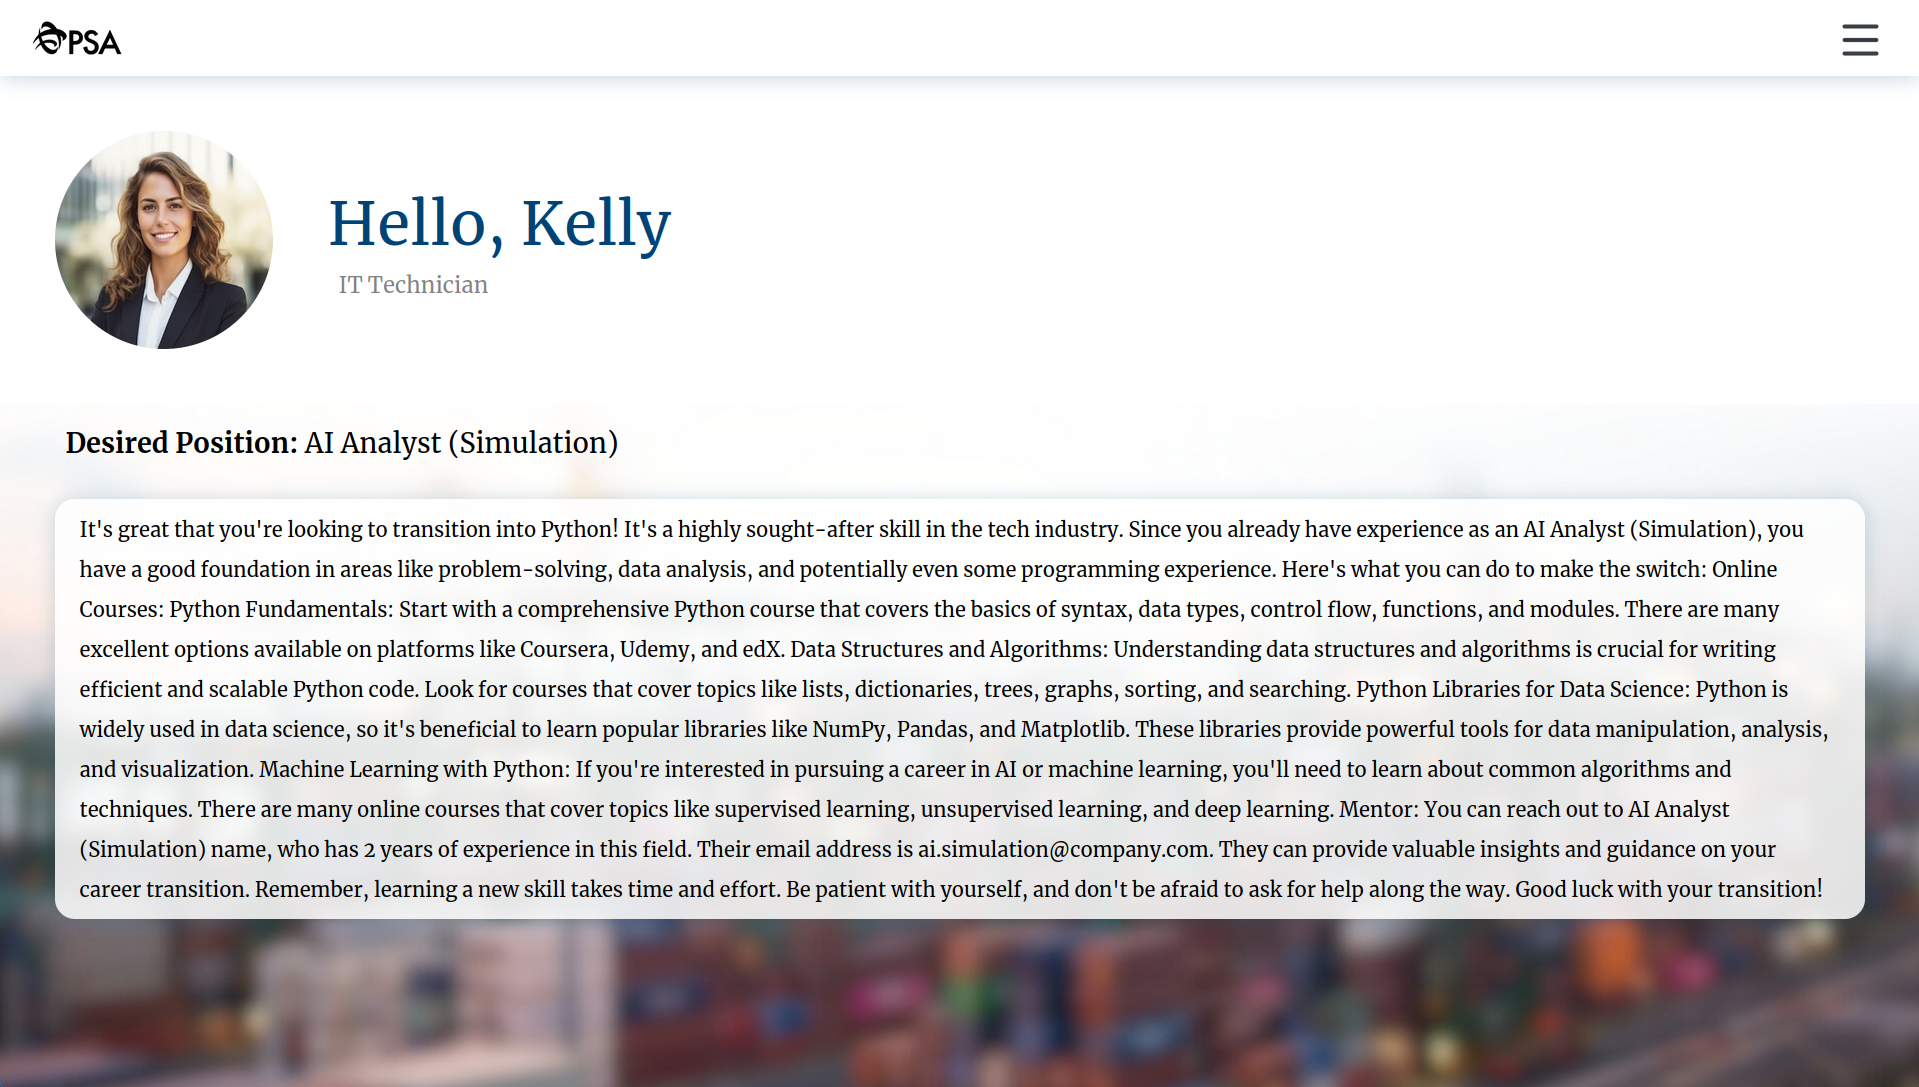 PSA
Hello, Kelly
IT Technician
Desired Position: AI Analyst (Simulation)
It's great that you're looking to transition into Python! It's a highly sought-after skill in the tech industry. Since you already have experience as an AI Analyst (Simulation), you
have a good foundation in areas like problem-solving, data analysis, and potentially even some programming experience. Here's what you can do to make the switch: Online
Courses: Python Fundamentals: Start with a comprehensive Python course that covers the basics of syntax, data types, control flow, functions, and modules. There are many
excellent options available on platforms like Coursera, Udemy, and edX. Data Structures and Algorithms: Understanding data structures and algorithms is crucial for writing
efficient and scalable Python code. Look for courses that cover topics like lists, dictionaries, trees, graphs, sorting, and searching. Python Libraries for Data Science: Python is
widely used in data science, so it's beneficial to learn popular libraries like NumPy, Pandas, and Matplotlib. These libraries provide powerful tools for data manipulation, analysis,
and visualization. Machine Learning with Python: If you're interested in pursuing a career in AI or machine learning, you'll need to learn about common algorithms and
techniques. There are many online courses that cover topics like supervised learning, unsupervised learning, and deep learning. Mentor: You can reach out to AI Analyst
(Simulation) name, who has 2 years of experience in this field. Their email address is ai.simulation@company.com. They can provide valuable insights and guidance on your
career transition. Remember, learning a new skill takes time and effort. Be patient with yourself, and don't be afraid to ask for help along the way. Good luck with your transition!